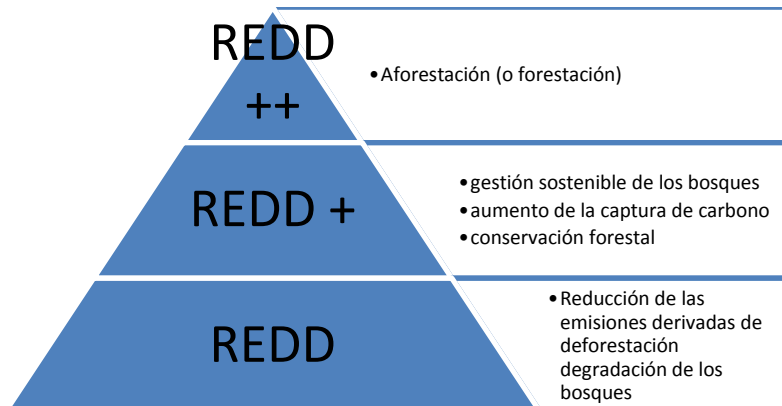 REDD
++
•Aforestación (o forestación)
REDD +
•gestión sostenible de los bosques
•aumento de la captura de carbono
•conservación forestal
REDD
•Reducción de las
emisiones derivadas de
deforestación
degradación de los
bosques